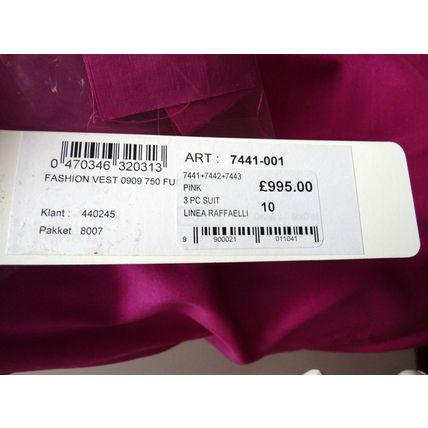 0 470346 320313
FASHION VEST 0909 750 FU
Klant : 440245
Pakket 8007
ART : 7441-001
7441+7442+7443
PINK £995.00
3 PC SUIT
LINEA RAFFAELLI 10
9 900021 011041